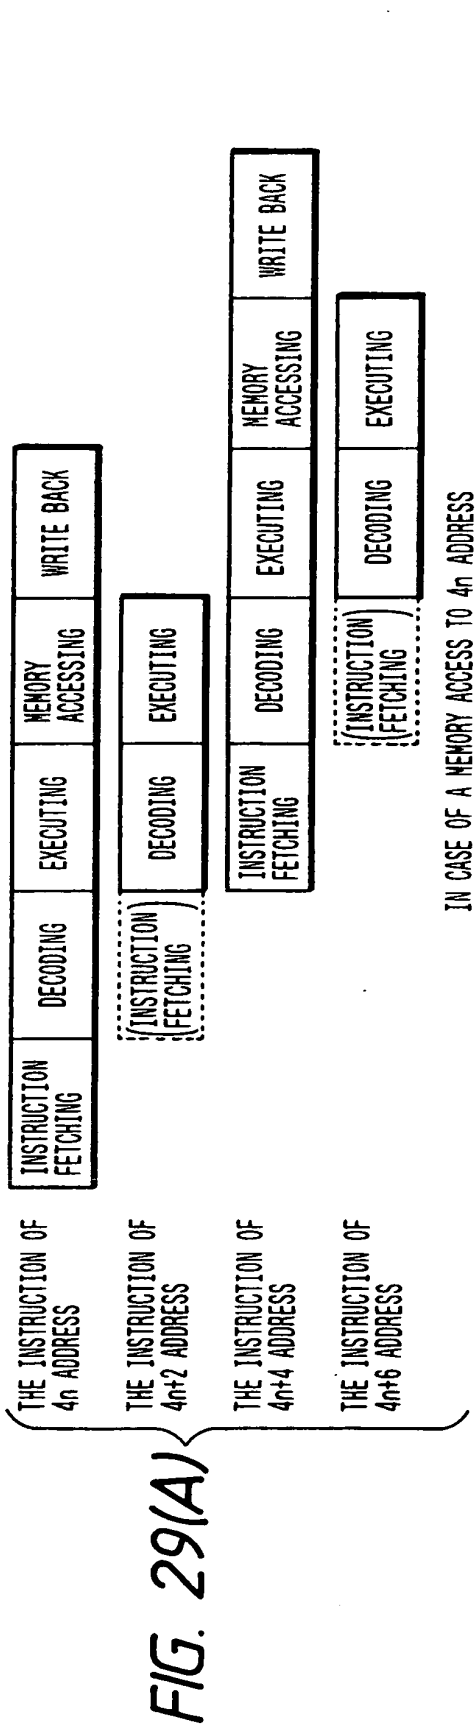 FIG. 29(A)
THE INSTRUCTION OF
4n ADDRESS
INSTRUCTION
FETCHING
DECODING
EXECUTING
MEMORY
ACCESSING
WRITE BACK
THE INSTRUCTION OF
4n+2 ADDRESS
(INSTRUCTION
FETCHING)
DECODING
EXECUTING
THE INSTRUCTION OF
4n+4 ADDRESS
INSTRUCTION
FETCHING
DECODING
EXECUTING
MEMORY
ACCESSING
WRITE BACK
THE INSTRUCTION OF
4n+6 ADDRESS
(INSTRUCTION
FETCHING)
DECODING
EXECUTING
IN CASE OF A MEMORY ACCESS TO 4n ADDRESS